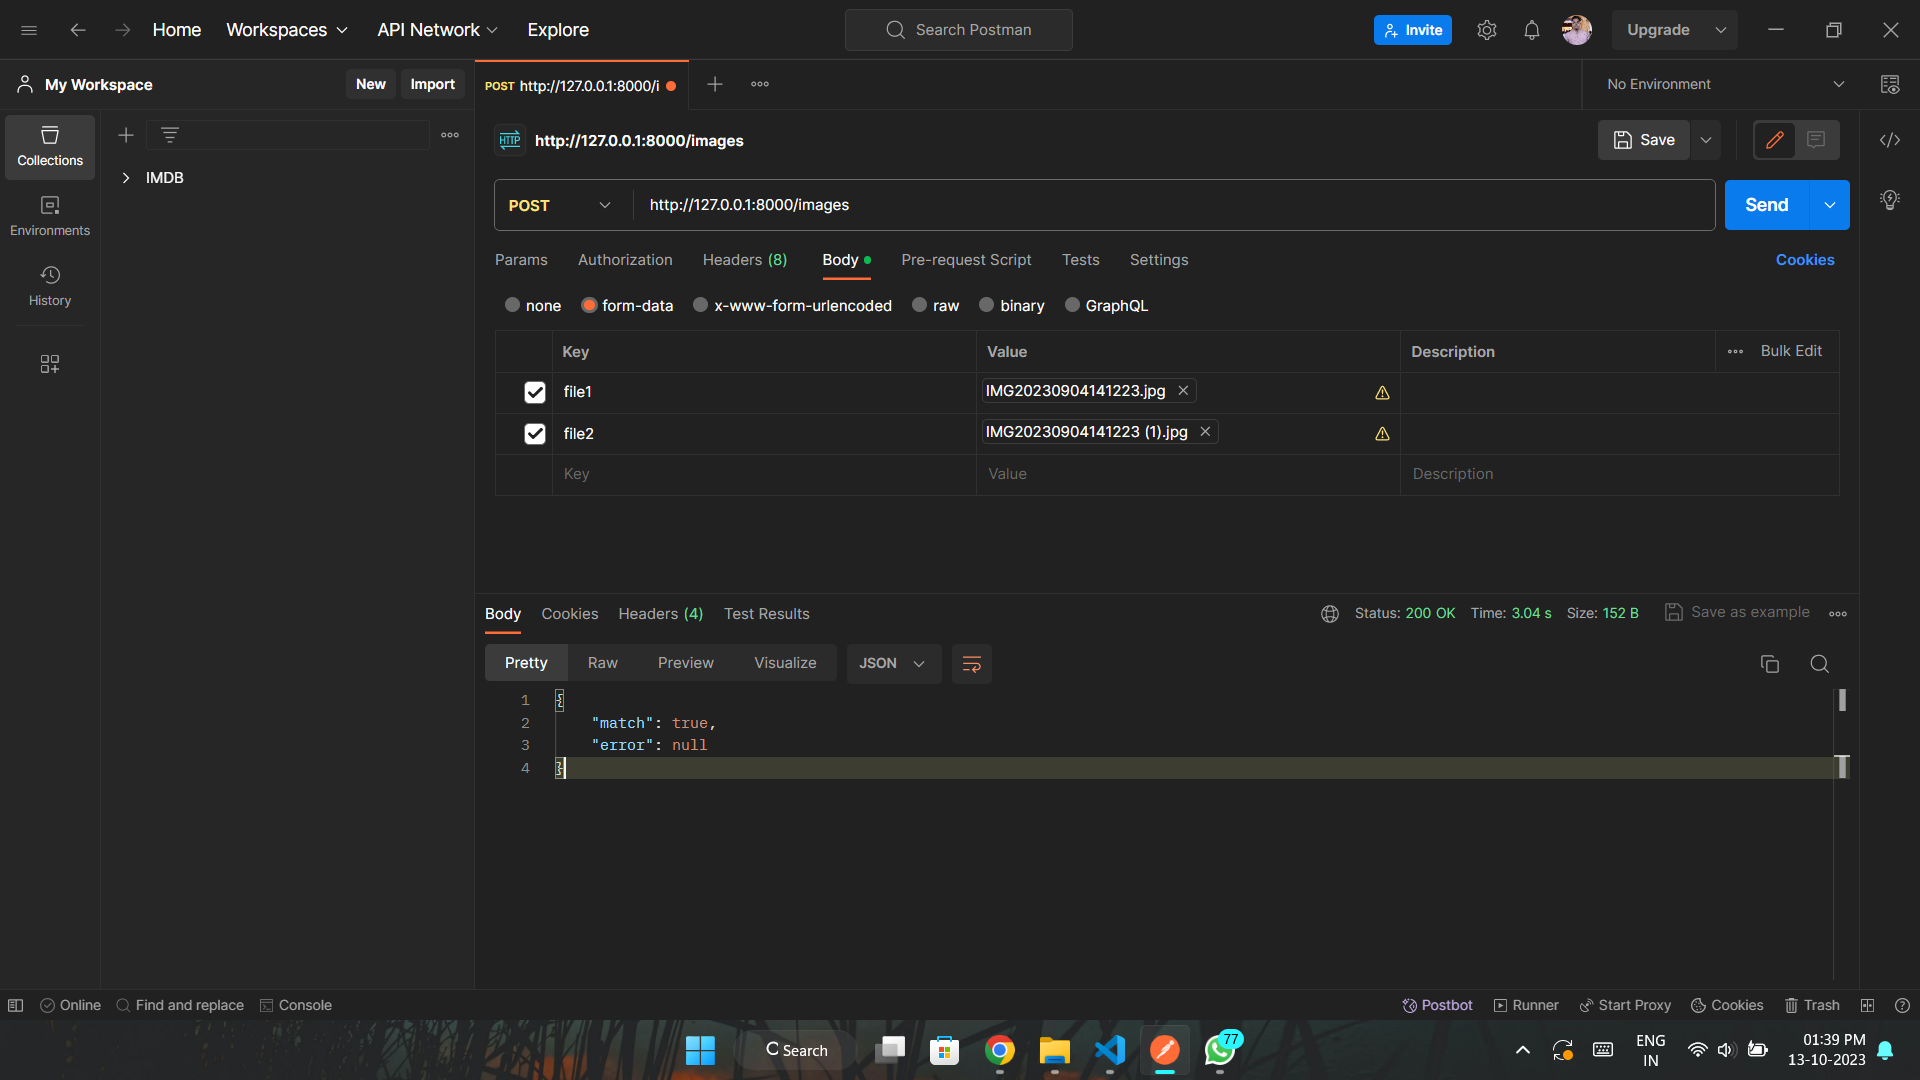 Home Workspaces API Network Explore Search Postman Invite Upgrade
My Workspace New Import POST http://127.0.0.1:8000/i No Environment
Collections
Environments
History
IMDB
HTTP http://127.0.0.1:8000/images Save
POST http://127.0.0.1:8000/images Send
Params Authorization Headers (8) Body Pre-request Script Tests Settings Cookies
none form-data x-www-form-urlencoded raw binary GraphQL
Key Value Description Bulk Edit
file1 IMG20230904141223.jpg
file2 IMG20230904141223 (1).jpg
Key Value Description
Body Cookies Headers (4) Test Results Status: 200 OK Time: 3.04 s Size: 152 B Save as example
Pretty Raw Preview Visualize JSON
1 {
2 "match": true,
3 "error": null
4 }
Online Find and replace Console Postbot Runner Start Proxy Cookies Trash
Search 77 ENG IN 01:39 PM 13-10-2023